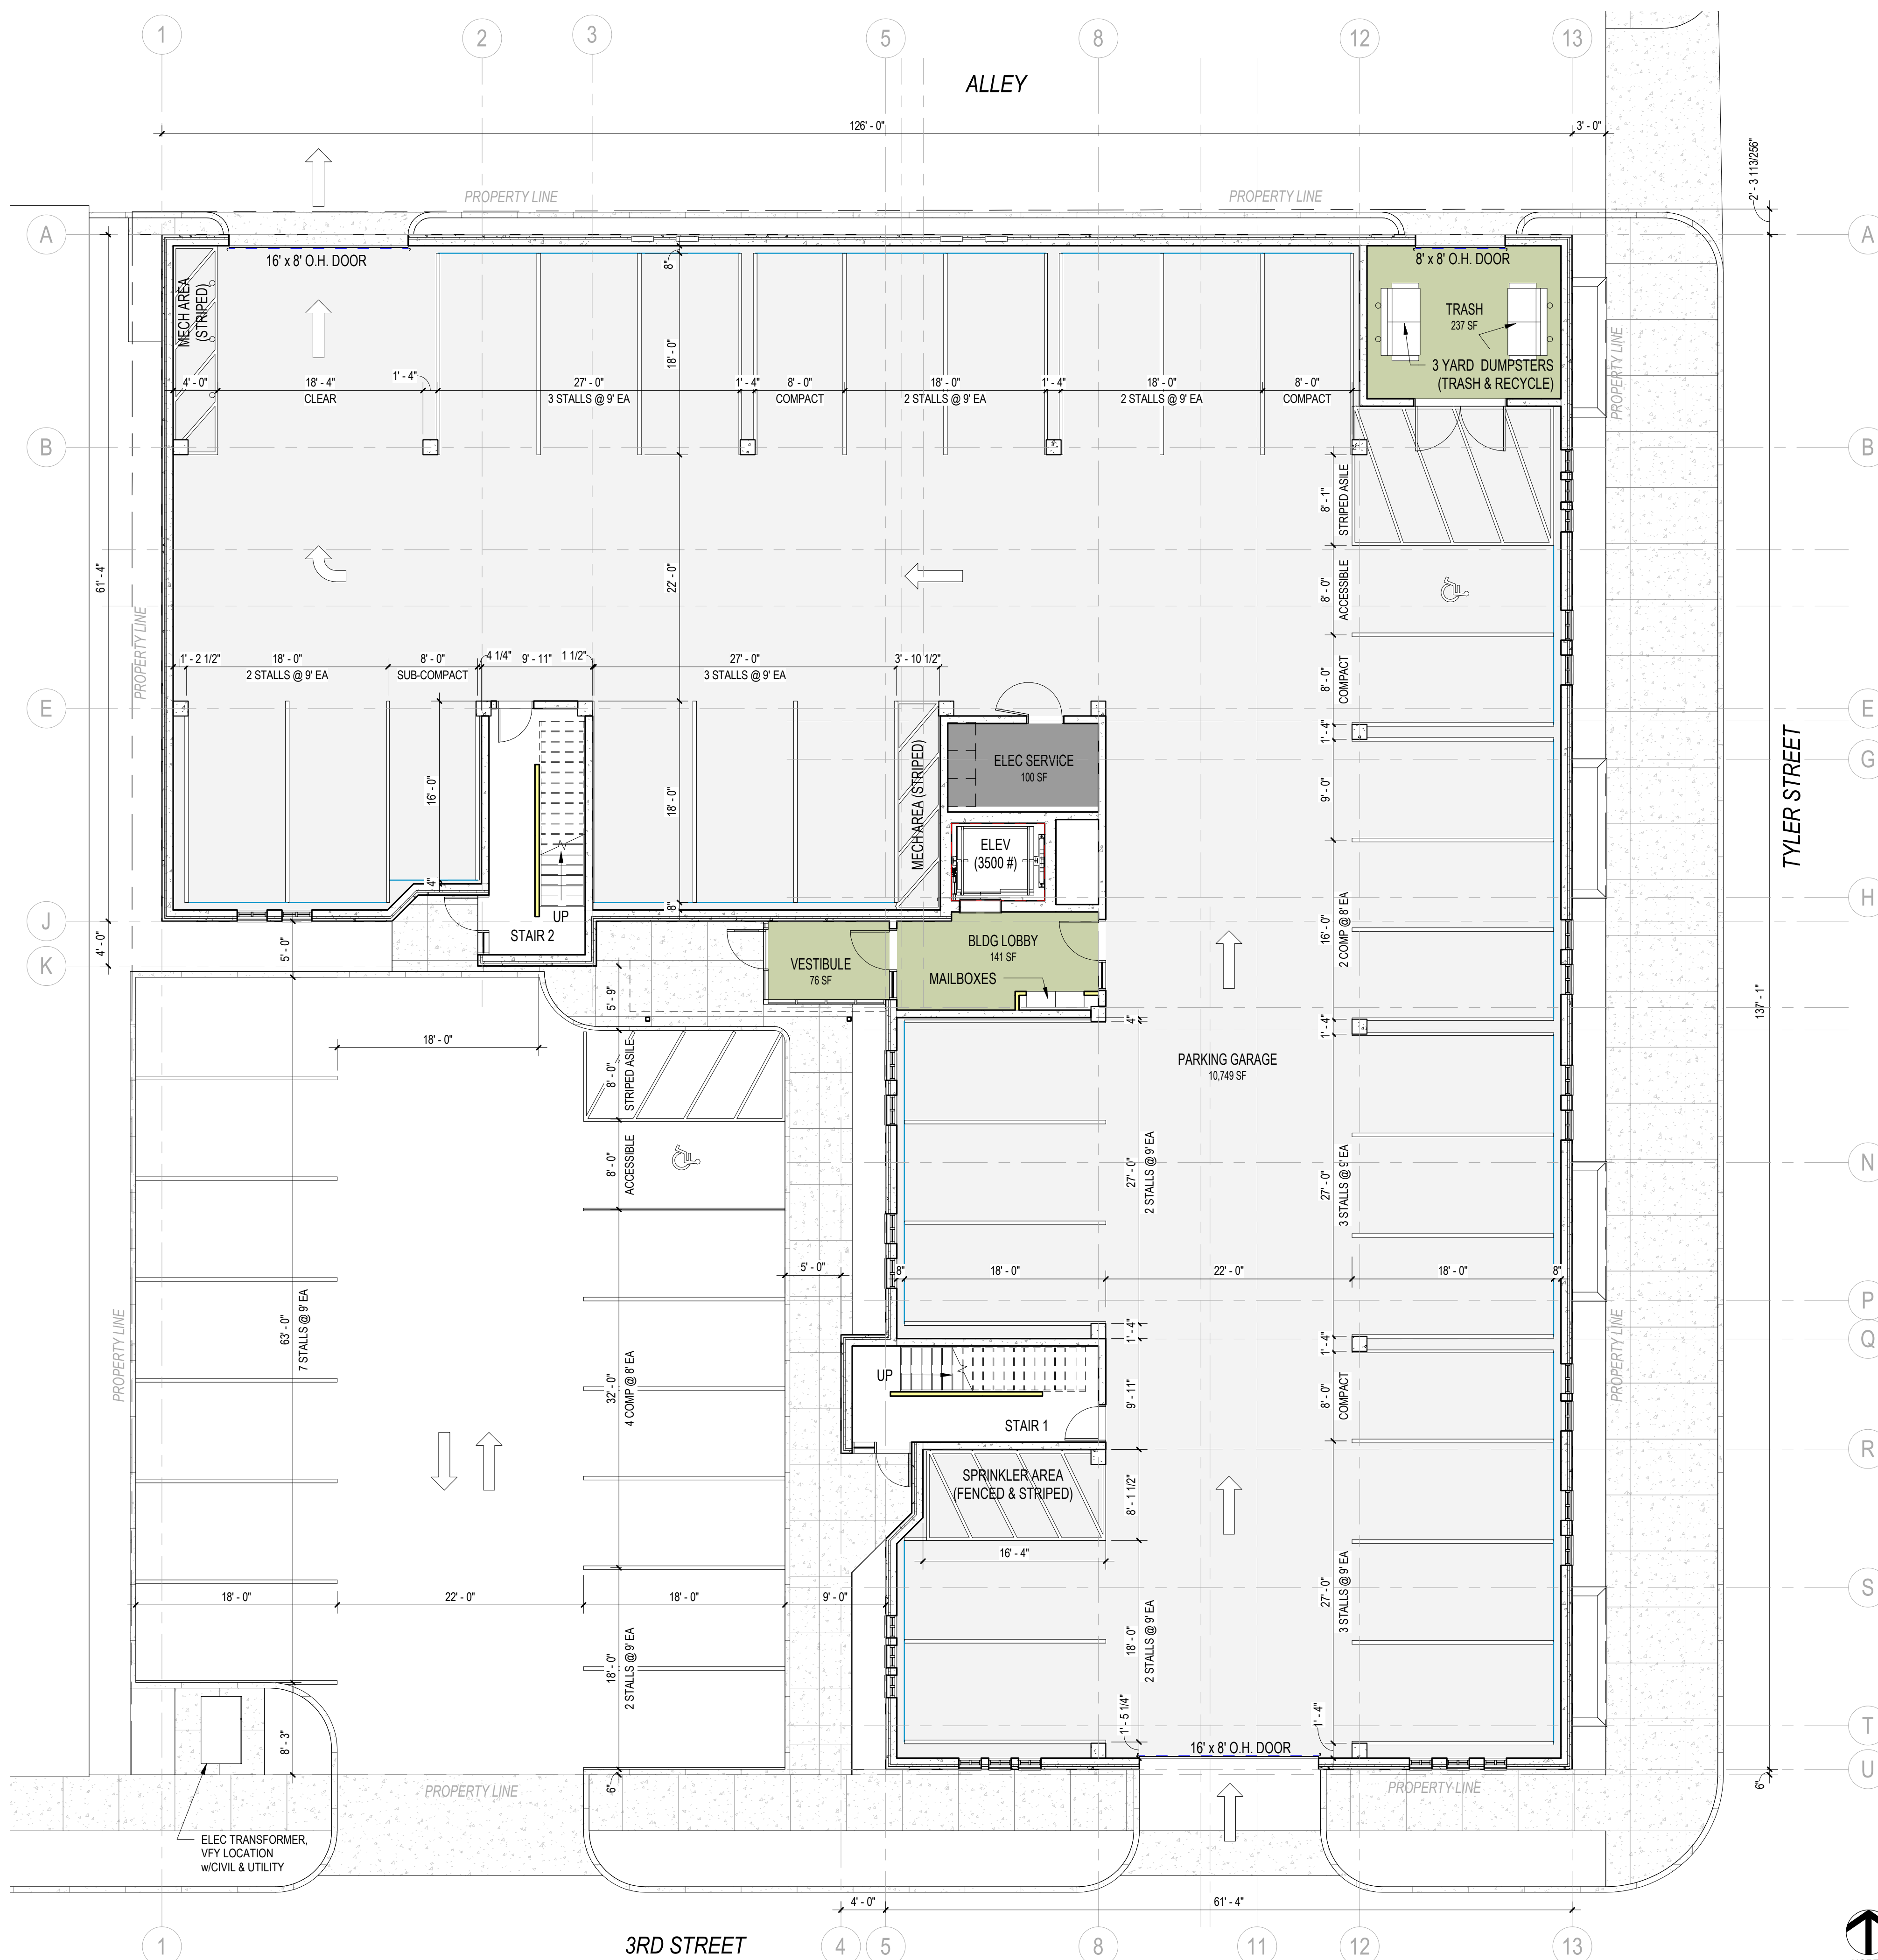 1
2
3
5
8
12
13
ALLEY
126' - 0"
3' - 0"
2' - 3 113/256"
PROPERTY LINE
PROPERTY LINE
A
A
16' x 8' O.H. DOOR
8"
8' x 8' O.H. DOOR
MECH AREA
(STRIPED)
TRASH
237 SF
3 YARD DUMPSTERS
(TRASH & RECYCLE)
PROPERTY LINE
18' - 0"
4' - 0"
18' - 4"
CLEAR
1' - 4"
27' - 0"
3 STALLS @ 9' EA
1' - 4"
8' - 0"
COMPACT
18' - 0"
2 STALLS @ 9' EA
1' - 4"
18' - 0"
2 STALLS @ 9' EA
8' - 0"
COMPACT
B
B
8' - 1"
STRIPED ASILE
61' - 4"
22' - 0"
8' - 0"
ACCESSIBLE
PROPERTY LINE
1' - 2 1/2"
18' - 0"
2 STALLS @ 9' EA
8' - 0"
SUB-COMPACT
4 1/4"
9' - 11"
1 1/2"
27' - 0"
3 STALLS @ 9' EA
3' - 10 1/2"
8' - 0"
COMPACT
E
E
1' - 4"
G
TYLER STREET
ELEC SERVICE
100 SF
16' - 0"
18' - 0"
MECH AREA (STRIPED)
9' - 0"
ELEV
(3500 #)
4"
8"
H
16' - 0"
2 COMP @ 8' EA
J
UP
STAIR 2
4' - 0"
5' - 0"
K
BLDG LOBBY
141 SF
VESTIBULE
76 SF
MAILBOXES
5' - 9"
137' - 1"
4"
1' - 4"
18' - 0"
8' - 0"
STRIPED ASILE
PARKING GARAGE
10,749 SF
8' - 0"
ACCESSIBLE
27' - 0"
2 STALLS @ 9' EA
27' - 0"
3 STALLS @ 9' EA
N
5' - 0"
8"
18' - 0"
22' - 0"
18' - 0"
8"
PROPERTY LINE
63' - 0"
7 STALLS @ 9' EA
P
1' - 4"
1' - 4"
Q
PROPERTY LINE
32' - 0"
4 COMP @ 8' EA
UP
9' - 11"
8' - 0"
COMPACT
STAIR 1
R
SPRINKLER AREA
(FENCED & STRIPED)
8' - 1 1/2"
16' - 4"
18' - 0"
22' - 0"
18' - 0"
9' - 0"
27' - 0"
3 STALLS @ 9' EA
S
18' - 0"
2 STALLS @ 9' EA
18' - 0"
2 STALLS @ 9' EA
8' - 3"
1' - 5 1/4"
1' - 4"
T
16' x 8' O.H. DOOR
U
6"
6"
PROPERTY LINE
PROPERTY LINE
ELEC TRANSFORMER,
VFY LOCATION
w/CIVIL & UTILITY
4' - 0"
61' - 4"
3RD STREET
1
4
5
8
11
12
13